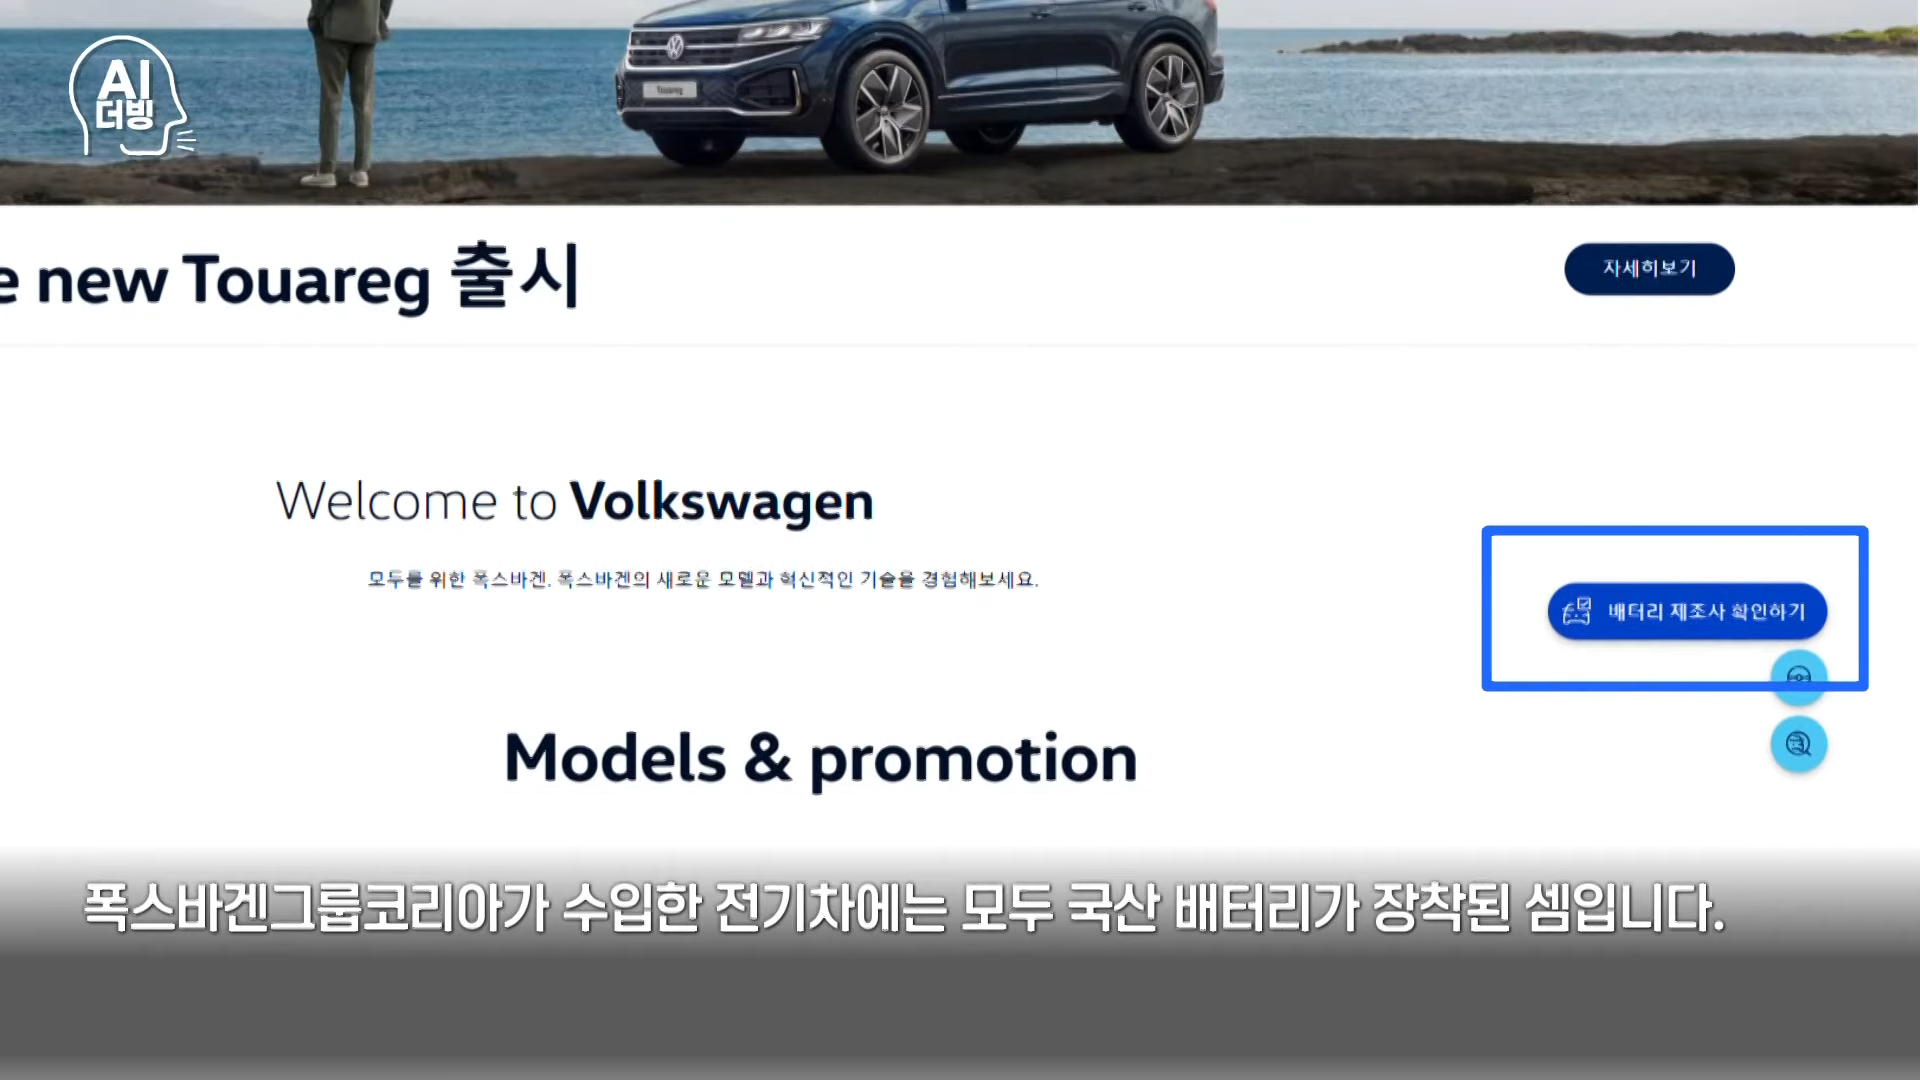 AI
더빙
Touareg
e new Touareg 출시
자세히보기
Welcome to Volkswagen
모두를 위한 폭스바겐. 폭스바겐의 새로운 모델과 혁신적인 기술을 경험해보세요.
배터리 제조사 확인하기
Models & promotion
폭스바겐그룹코리아가 수입한 전기차에는 모두 국산 배터리가 장착된 셈입니다.